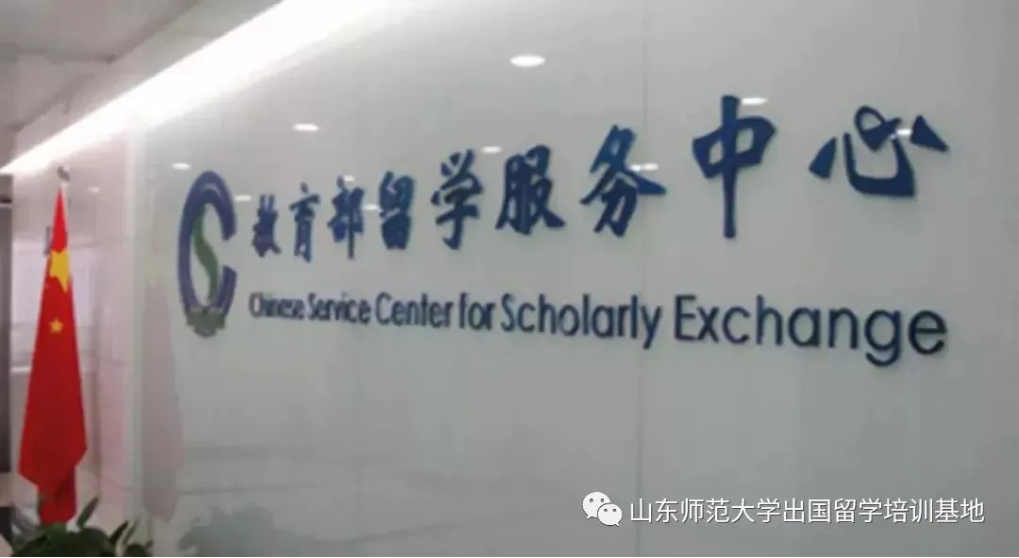 教育部留学服务中心
Chinese Service Center for Scholarly Exchange
山东师范大学出国留学培训基地